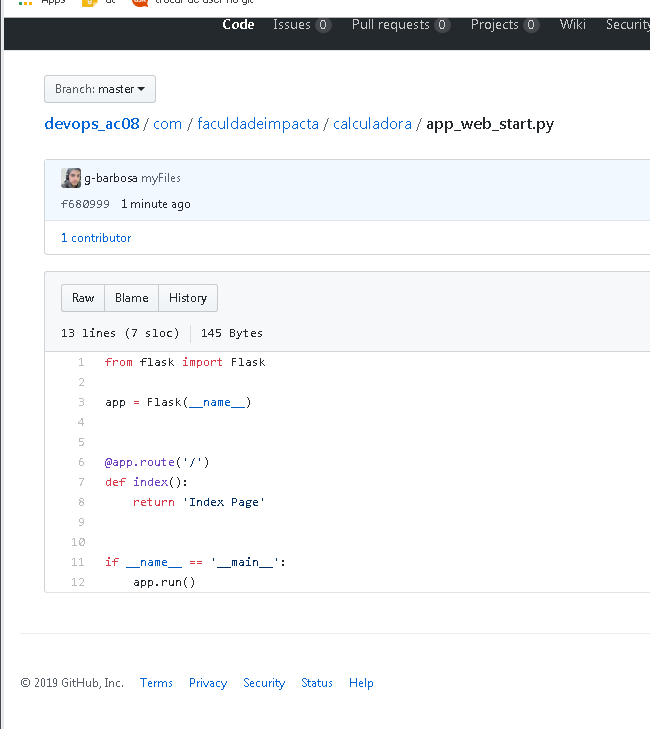 Apps trocar de user no git
Code Issues 0 Pull requests 0 Projects 0 Wiki Security
Branch: master
devops_ac08 / com / faculdadeimpacta / calculadora / app_web_start.py
g-barbosa myFiles
f680999 1 minute ago
1 contributor
Raw Blame History
13 lines (7 sloc) 145 Bytes
1 from flask import Flask
2
3 app = Flask(__name__)
4
5
6 @app.route('/')
7 def index():
8     return 'Index Page'
9
10
11 if __name__ == '__main__':
12     app.run()
© 2019 GitHub, Inc. Terms Privacy Security Status Help